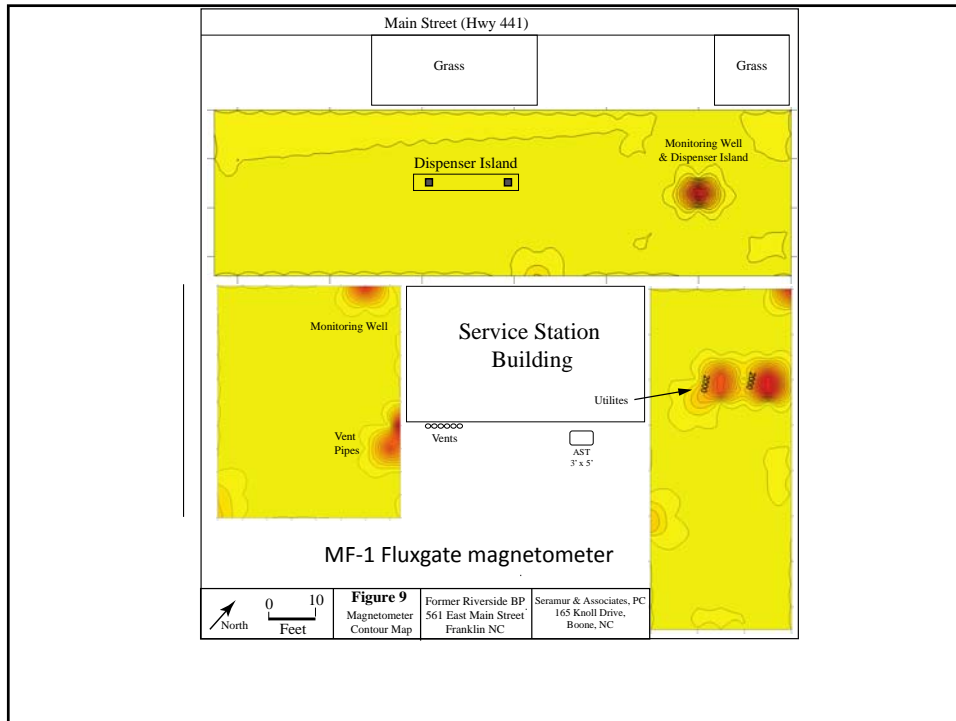 Main Street (Hwy 441)
Grass
Grass
Monitoring Well
& Dispenser Island
Dispenser Island
Monitoring Well
Service Station
Building
2000
2000
Utilites
Vent
Pipes
Vents
AST
3' x 5'
MF-1 Fluxgate magnetometer
North
0 10
Feet
Figure 9
Magnetometer
Contour Map
Former Riverside BP
561 East Main Street
Franklin NC
Seramur & Associates, PC
165 Knoll Drive,
Boone, NC